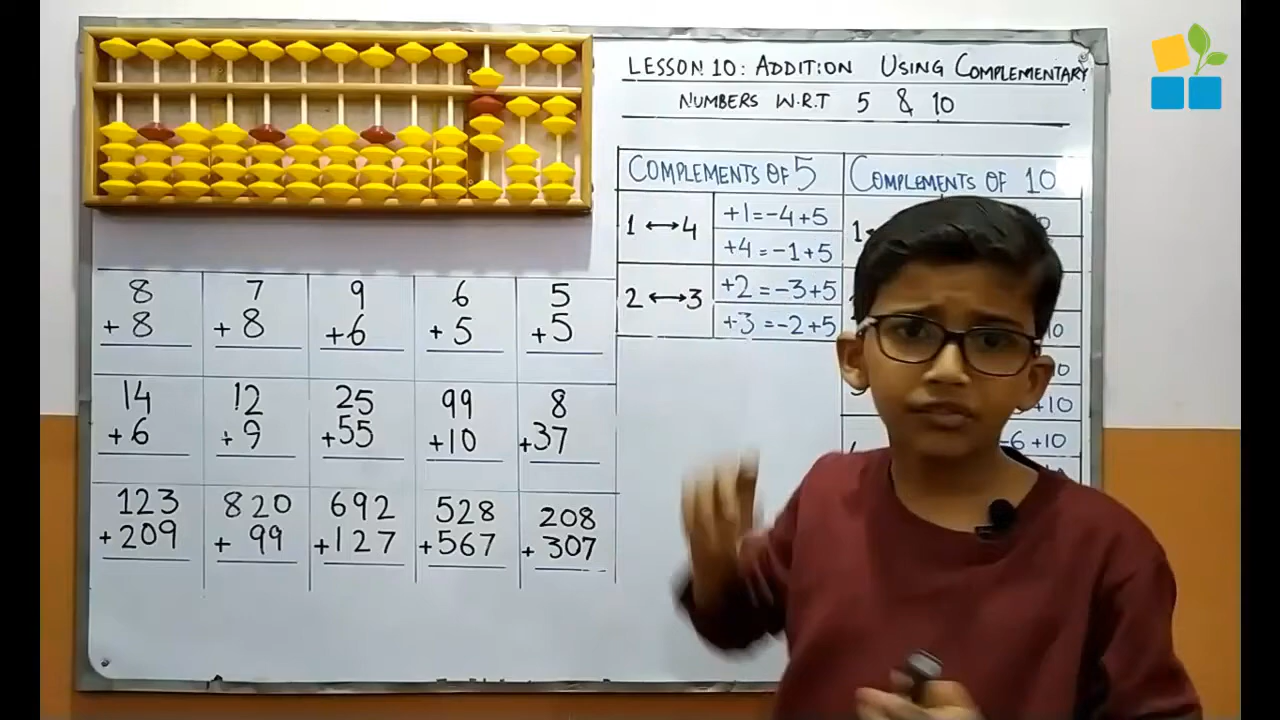 LESSON 10: ADDITION USING COMPLEMENTARY
NUMBERS W.R.T 5 & 10
COMPLEMENTS OF 5
COMPLEMENTS OF 10
1 ↔ 4
+1=-4+5
+4=-1+5
2 ↔ 3
+2=-3+5
+3=-2+5
1
+10
-6+10
8 7 9 6 5
+8 +8 +6 +5 +5
14 12 25 99 8
+6 +9 +55 +10 +37
123 820 692 528 208
+209 +99 +127 +567 +307